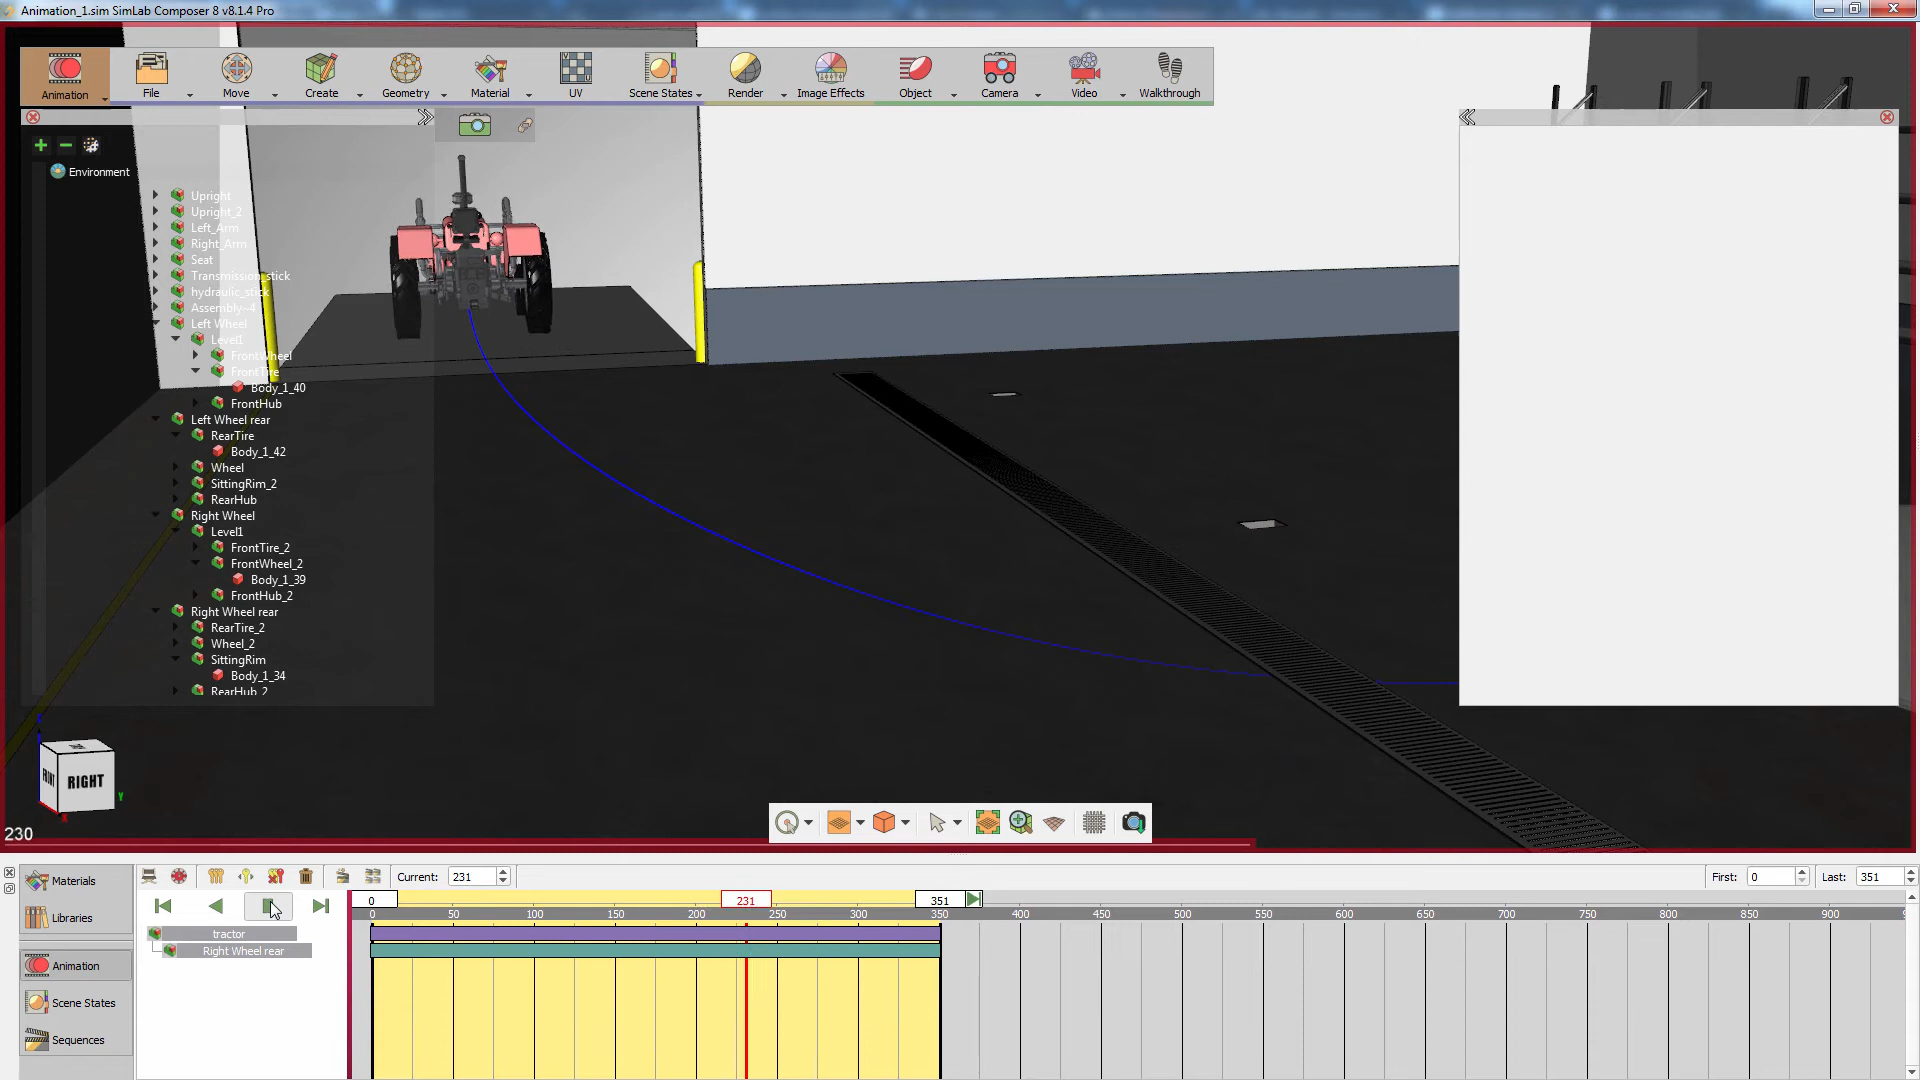 Animation_1.sim SimLab Composer 8 v8.1.4 Pro
Animation
File
Move
Create
Geometry
Material
UV
Scene States
Render
Image Effects
Object
Camera
Video
Walkthrough
Environment
Upright
Upright_2
Left_Arm
Right_Arm
Seat
Transmission_stick
hydraulic_stick
Assembly~4
Left Wheel
Level1
FrontWheel
FrontTire
Body_1_40
FrontHub
Left Wheel rear
RearTire
Body_1_42
Wheel
SittingRim_2
RearHub
Right Wheel
Level1
FrontTire_2
FrontWheel_2
Body_1_39
FrontHub_2
Right Wheel rear
RearTire_2
Wheel_2
SittingRim
Body_1_34
RearHub_2
FRONT
RIGHT
230
Materials
Libraries
Animation
Scene States
Sequences
Current: 231
First: 0
Last: 351
0
231
351
0 50 100 150 200 250 300 350 400 450 500 550 600 650 700 750 800 850 900
tractor
Right Wheel rear